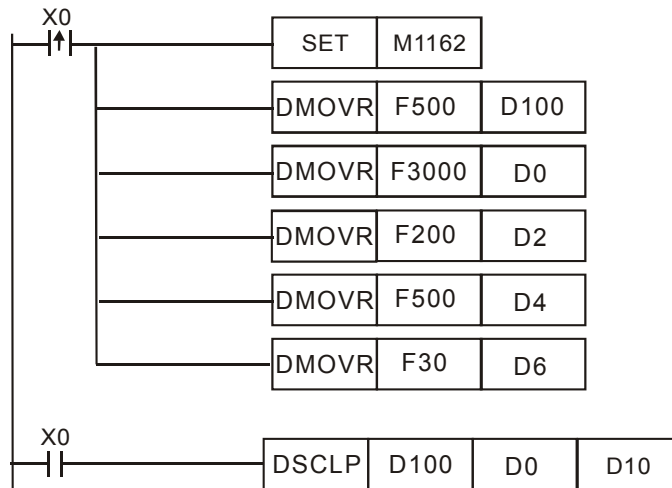 X0
SET M1162
DMOVR F500 D100
DMOVR F3000 D0
DMOVR F200 D2
DMOVR F500 D4
DMOVR F30 D6
X0
DSCLP D100 D0 D10